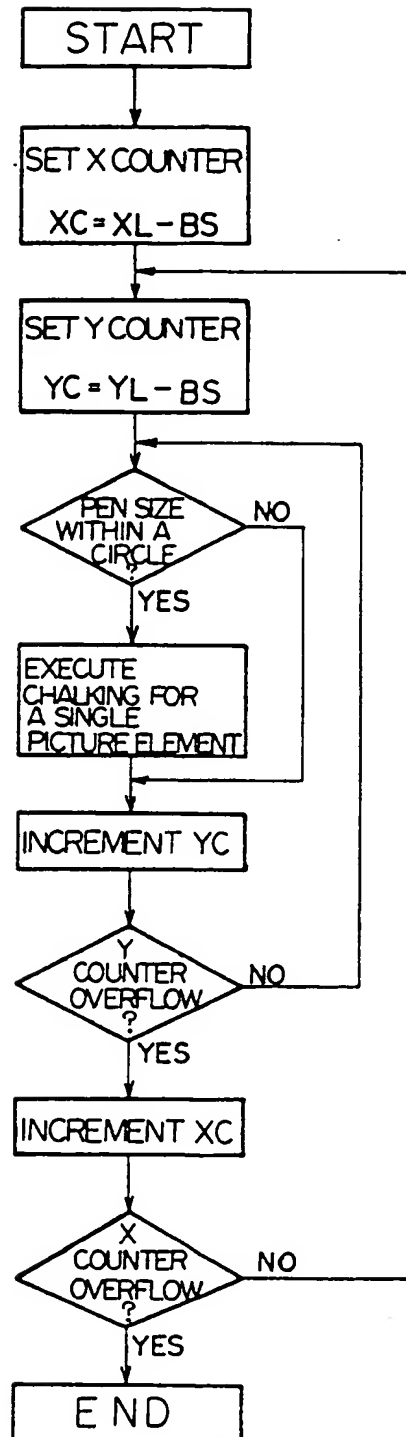 START
SET X COUNTER
XC = XL - BS
SET Y COUNTER
YC = YL - BS
PEN SIZE
WITHIN A
CIRCLE
?
NO
YES
EXECUTE
CHALKING FOR
A SINGLE
PICTURE ELEMENT
INCREMENT YC
Y
COUNTER
OVERFLOW
?
NO
YES
INCREMENT XC
X
COUNTER
OVERFLOW
?
NO
YES
END